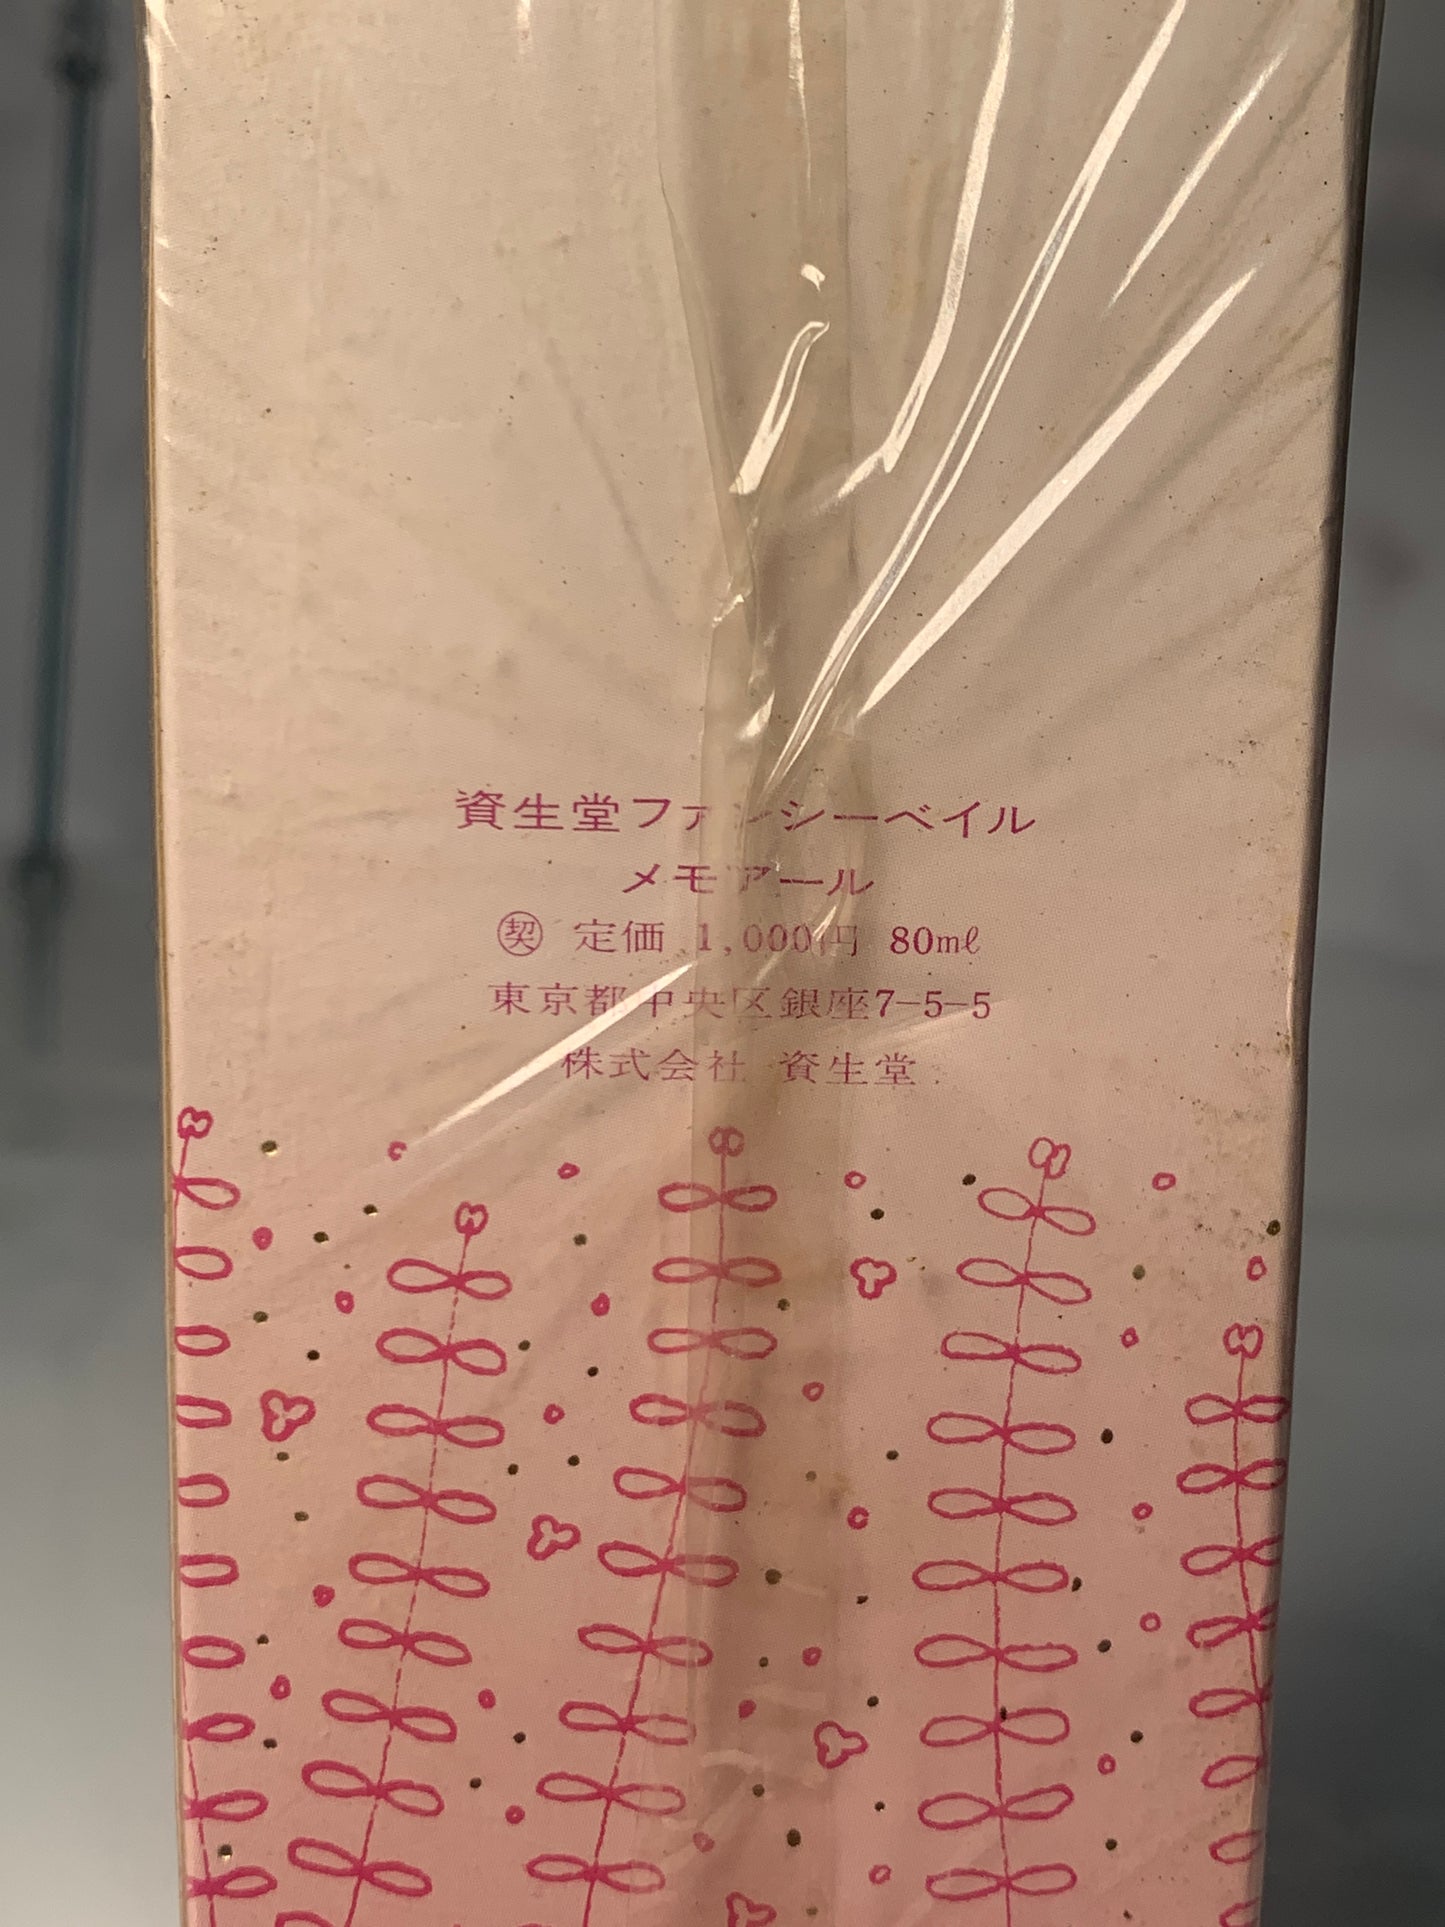 資生堂ファンシーベイル
メモアール
㋿ 定価 1,000円 80mℓ
東京都中央区銀座7-5-5
株式会社 資生堂